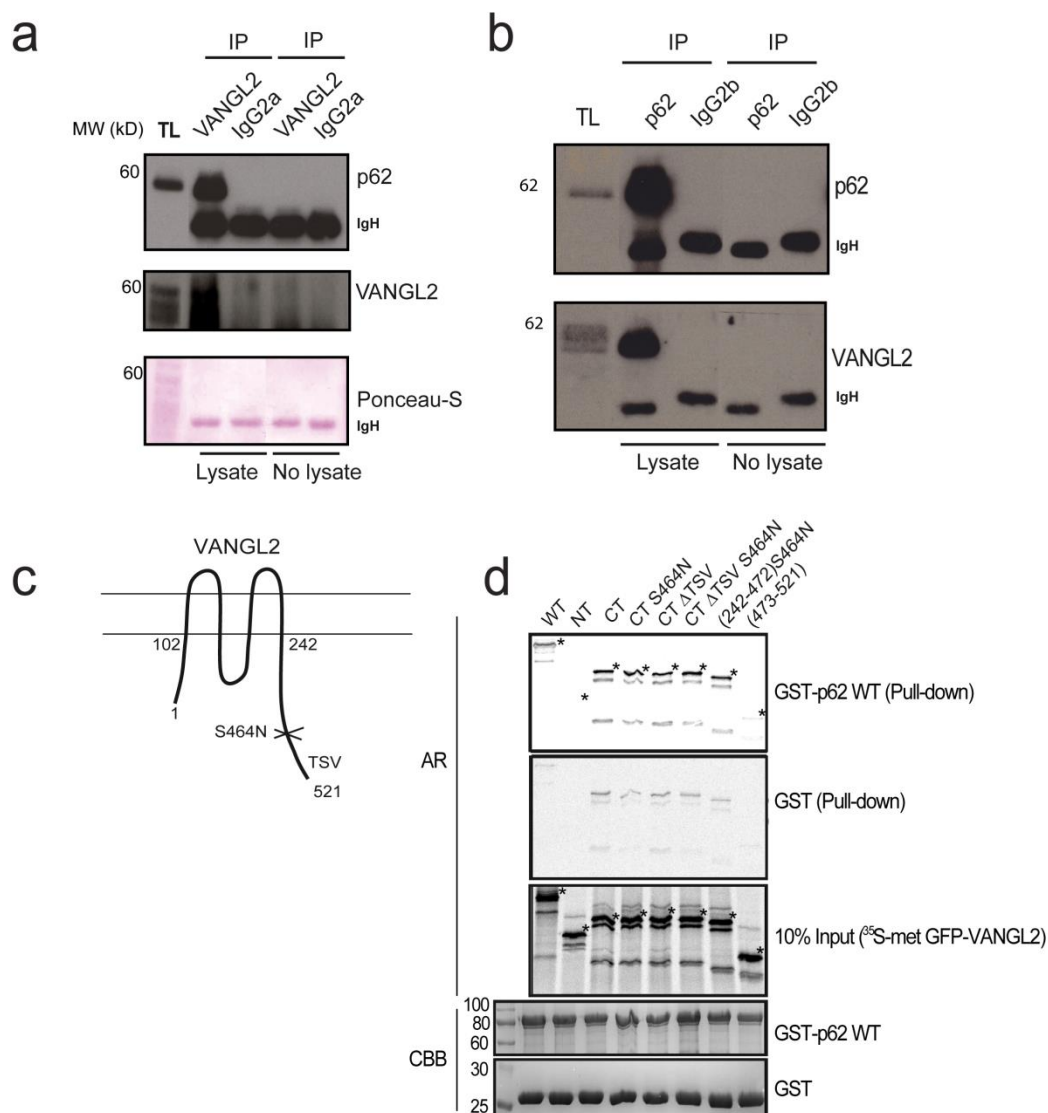 a
IP IP
MW (kD) TL VANGL2 IgG2a VANGL2 IgG2a
60 p62
IgH
60 VANGL2
60 Ponceau-S
IgH
Lysate No lysate
b
IP IP
TL p62 IgG2b p62 IgG2b
62 p62
IgH
62 VANGL2
IgH
Lysate No lysate
c
VANGL2
102 242
1
S464N
TSV
521
d
WT NT CT CT S464N CT ΔTSV CT ΔTSV S464N (242-472)S464N (473-521)
AR
* * * * * * * *
GST-p62 WT (Pull-down)
GST (Pull-down)
* * * * * * * *
10% Input (³⁵S-met GFP-VANGL2)
CBB
100
80
60
GST-p62 WT
30
25
GST